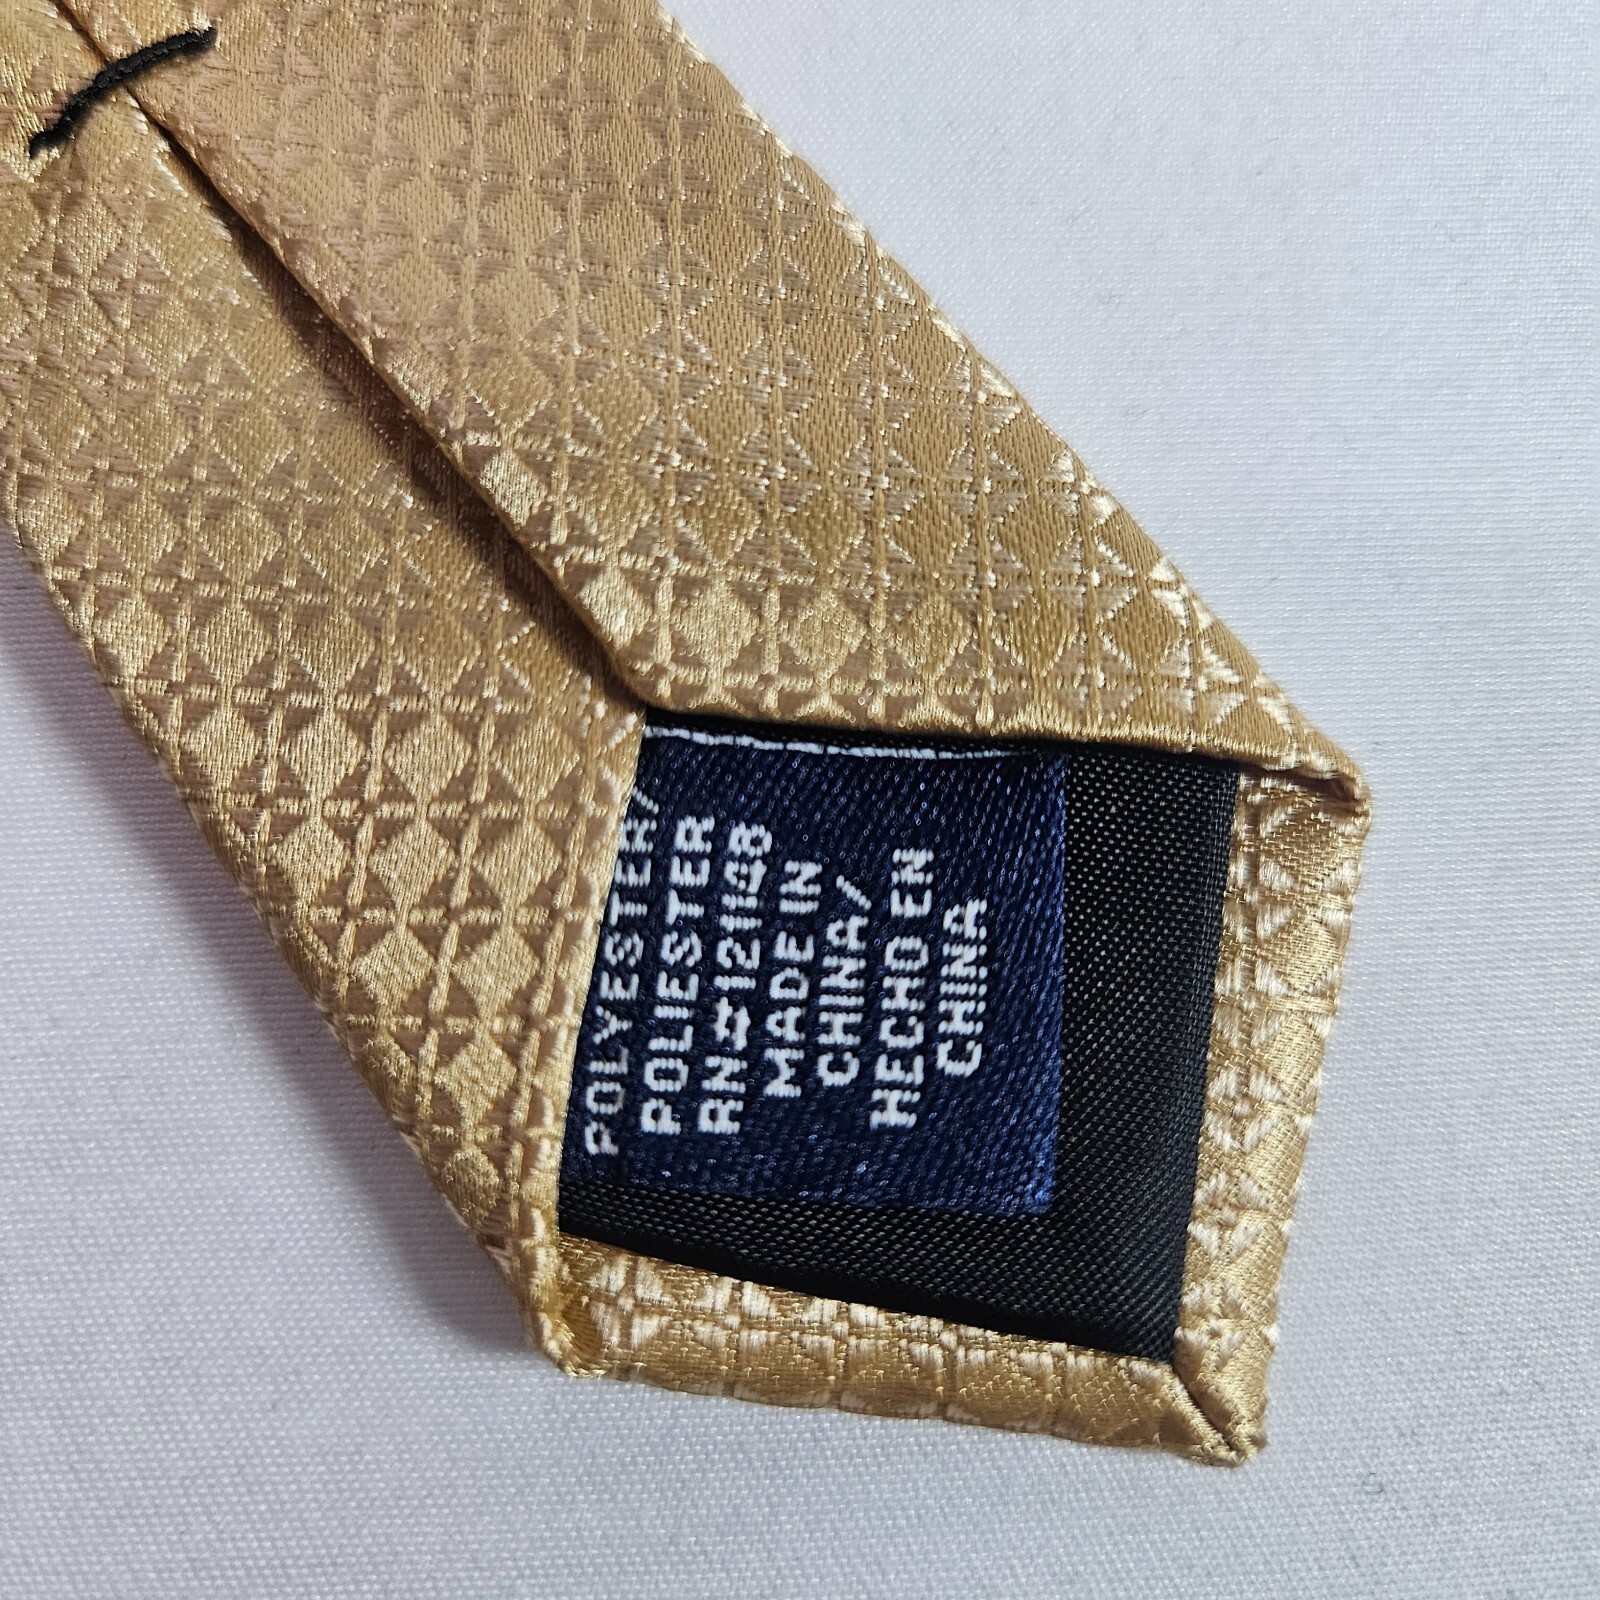 POLYESTER/
POLIESTER
RN#121148
MADE IN
CHINA/
HECHO EN
CHINA